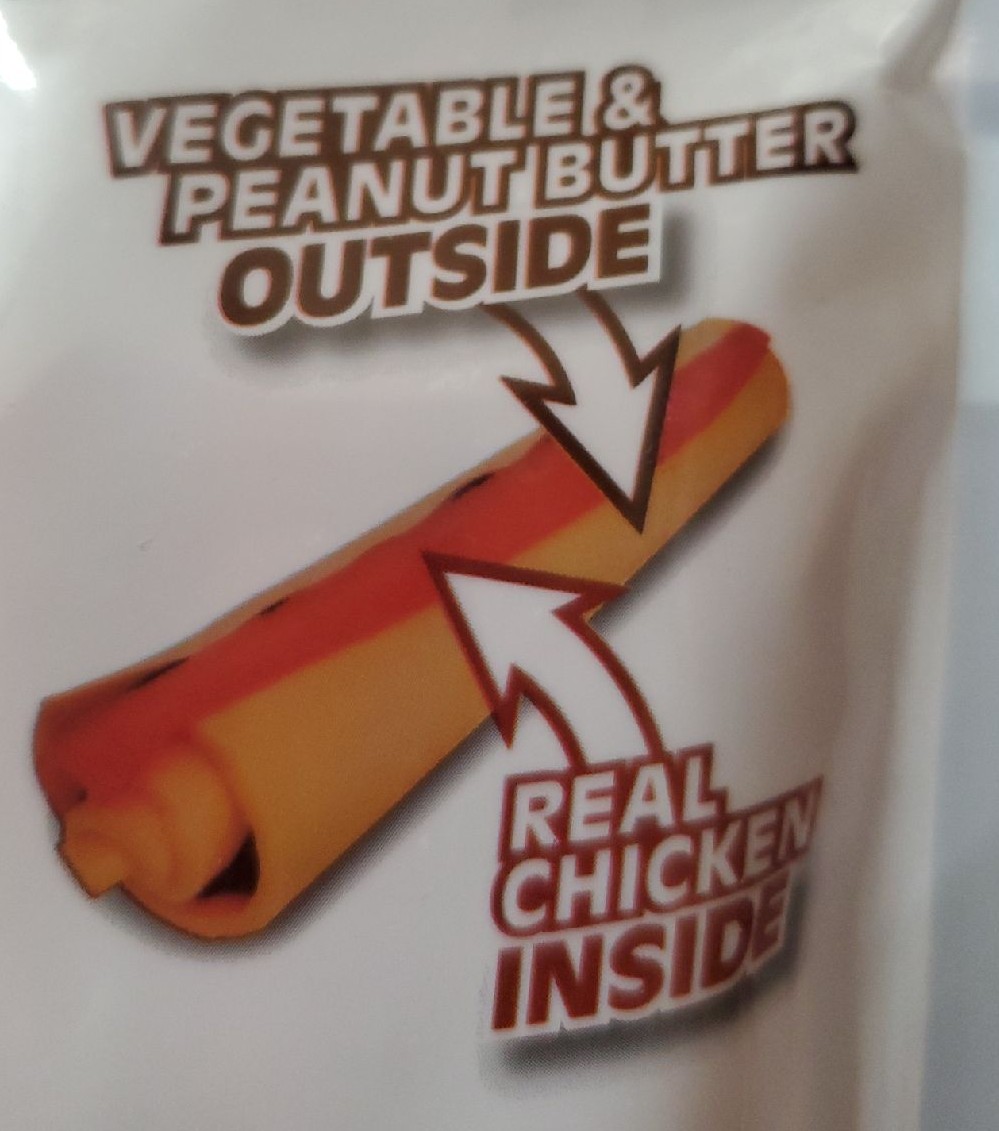 VEGETABLE &
PEANUT BUTTER
OUTSIDE
REAL
CHICKEN
INSIDE